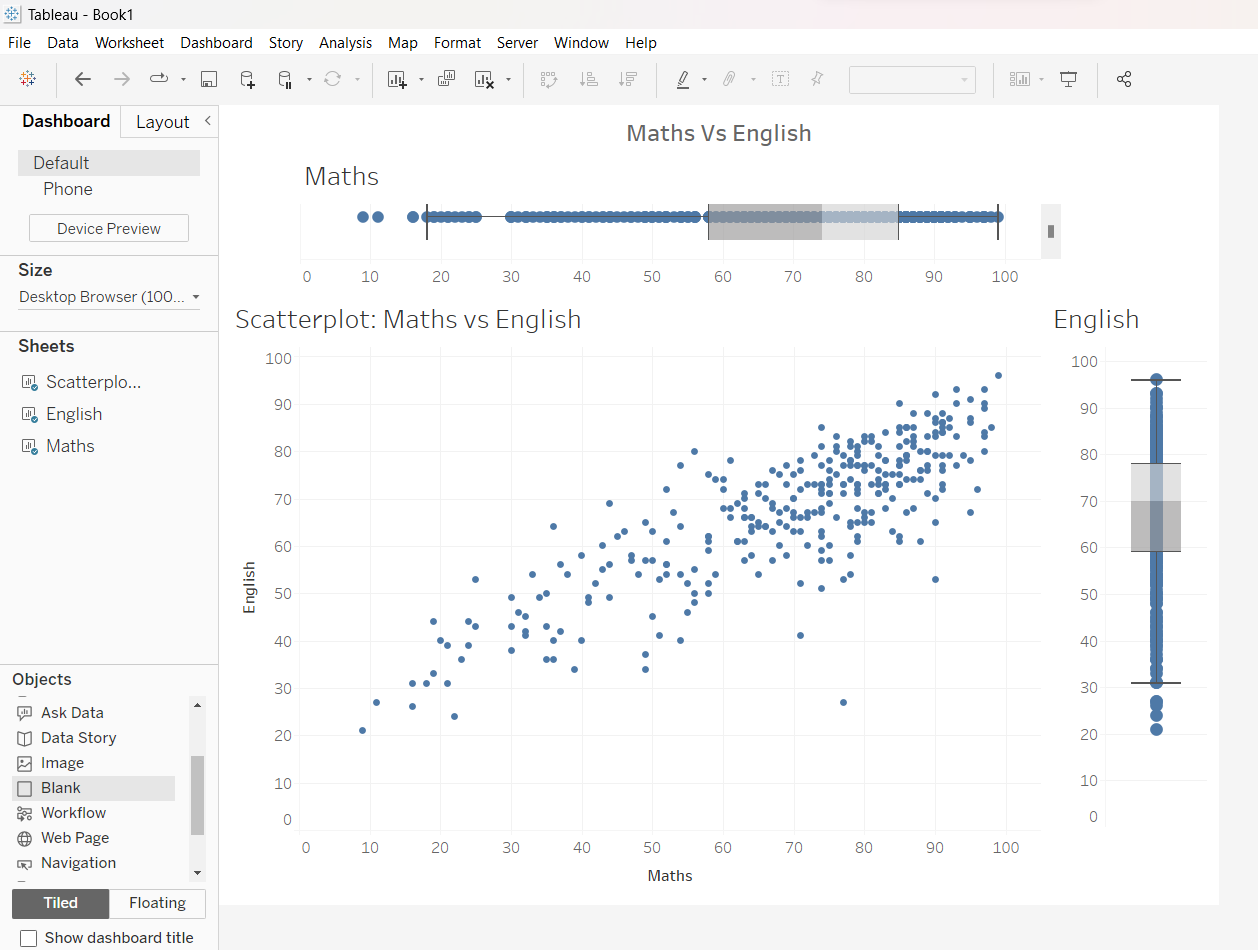 Tableau - Book1
File Data Worksheet Dashboard Story Analysis Map Format Server Window Help
Dashboard Layout
Default
Phone
Device Preview
Size
Desktop Browser (100...
Sheets
Scatterplo...
English
Maths
Objects
Ask Data
Data Story
Image
Blank
Workflow
Web Page
Navigation
Tiled Floating
Show dashboard title
Maths Vs English
Maths
0 10 20 30 40 50 60 70 80 90 100
Scatterplot: Maths vs English
English
100
90
80
70
60
50
40
30
20
10
0
0 10 20 30 40 50 60 70 80 90 100
Maths
English
100
90
80
70
60
50
40
30
20
10
0